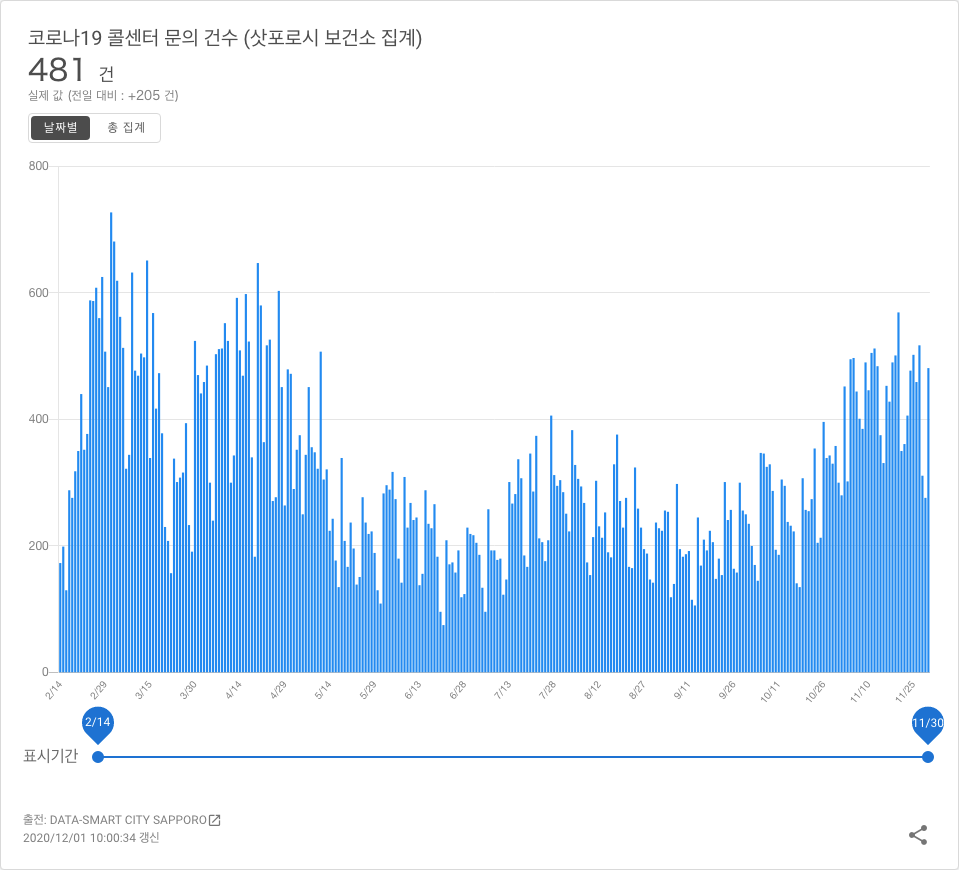 코로나19 콜센터 문의 건수 (삿포로시 보건소 집계)
481 건
실제 값 (전일 대비 : +205 건)
날짜별 총 집계
800
600
400
200
0
2/14 2/29 3/15 3/30 4/14 4/29 5/14 5/29 6/13 6/28 7/13 7/28 8/12 8/27 9/11 9/26 10/11 10/26 11/10 11/25
2/14 11/30
표시기간
출전: DATA-SMART CITY SAPPORO
2020/12/01 10:00:34 갱신